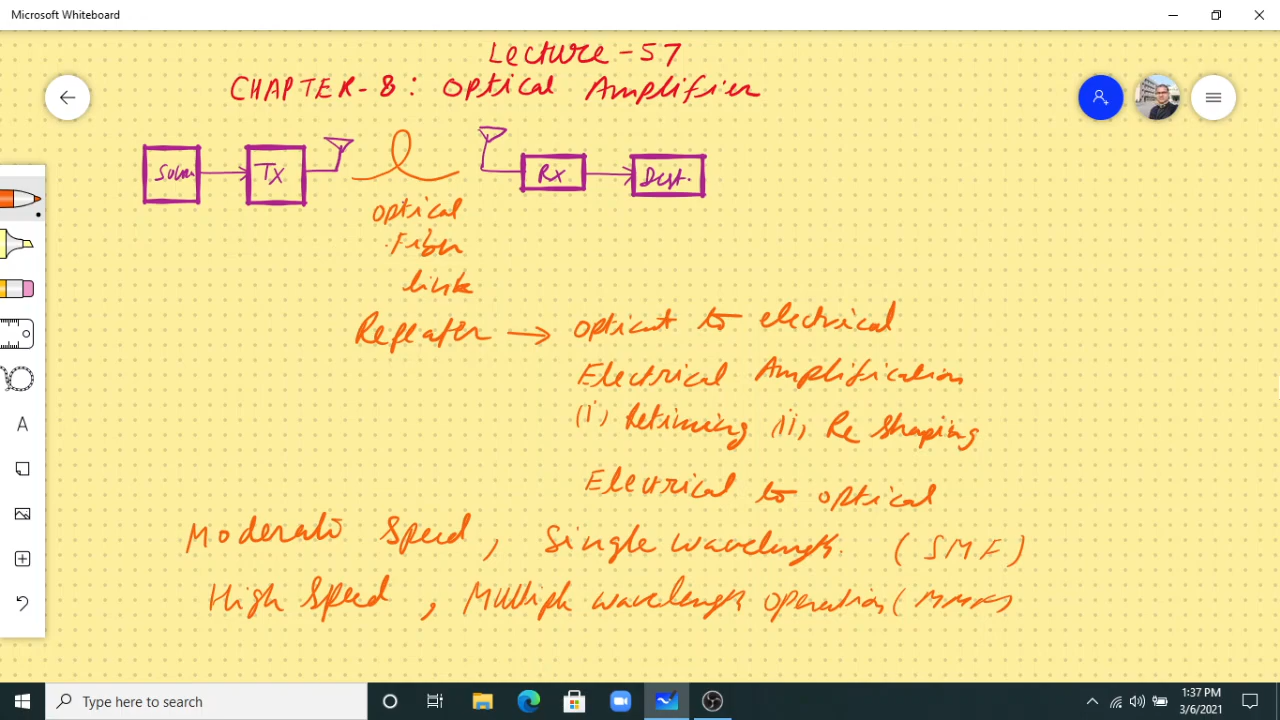 Microsoft Whiteboard
Lecture - 57
CHAPTER - 8 : Optical Amplifier
TX
Rx
Dest.
optical
Fiber
link
Repeater → optical to electrical
Electrical Amplification
(i) Retiming (ii) Re shaping
Electrical to optical
Moderate Speed, Single wavelength. (SMF)
High Speed, Multiple wavelength operation (MMF)
A
Type here to search
1:37 PM
3/6/2021